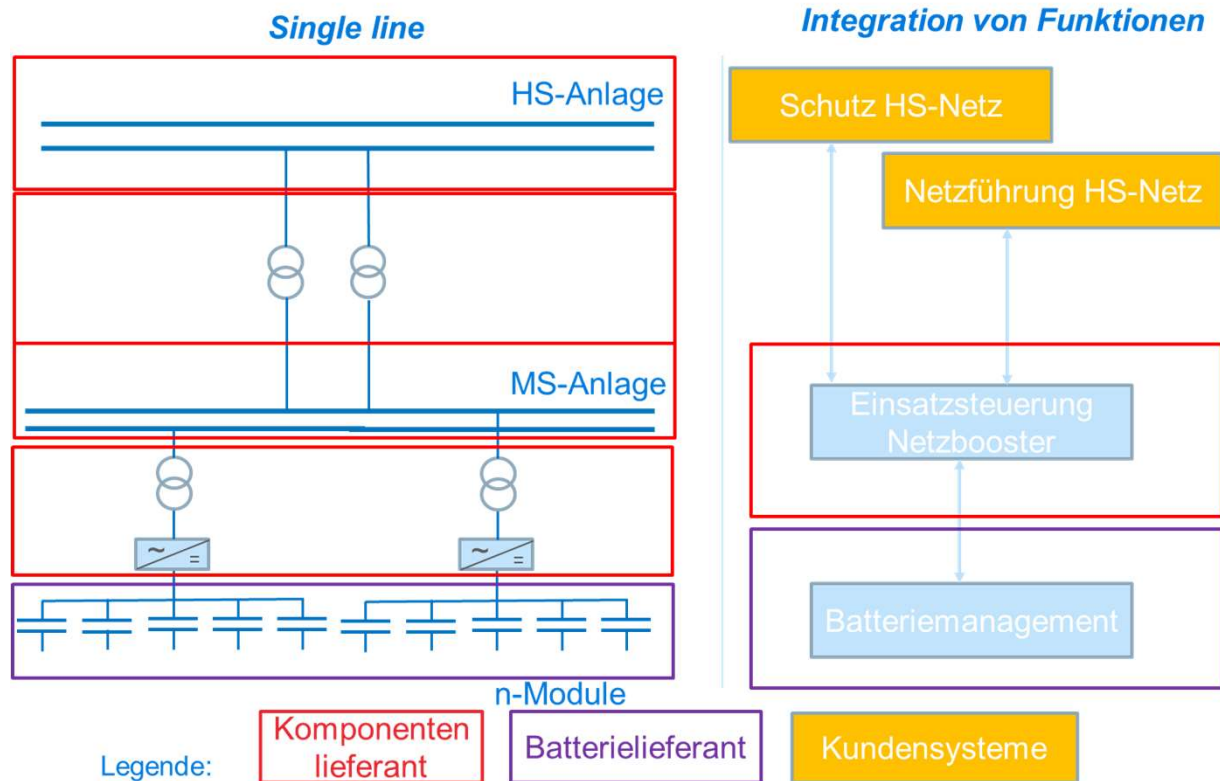 Single line
Integration von Funktionen
HS-Anlage
Schutz HS-Netz
Netzführung HS-Netz
MS-Anlage
Einsatzsteuerung
Netzbooster
~
=
~
=
Batteriemanagement
n-Module
Legende:
Komponenten
lieferant
Batterielieferant
Kundensysteme